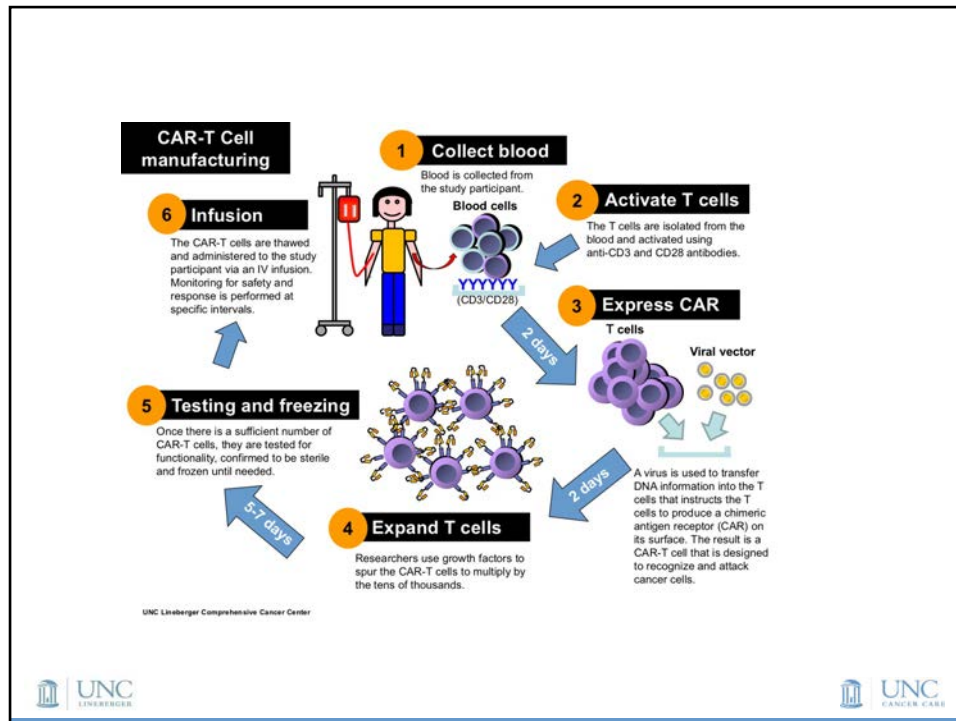 CAR-T Cell
manufacturing
1
Collect blood
Blood is collected from
the study participant.
Blood cells
(CD3/CD28)
2
Activate T cells
The T cells are isolated from the
blood and activated using
anti-CD3 and CD28 antibodies.
2 days
3
Express CAR
T cells
Viral vector
A virus is used to transfer
DNA information into the T
cells that instructs the T
cells to produce a chimeric
antigen receptor (CAR) on
its surface. The result is a
CAR-T cell that is designed
to recognize and attack
cancer cells.
2 days
4
Expand T cells
Researchers use growth factors to
spur the CAR-T cells to multiply by
the tens of thousands.
5-7 days
5
Testing and freezing
Once there is a sufficient number of
CAR-T cells, they are tested for
functionality, confirmed to be sterile
and frozen until needed.
6
Infusion
The CAR-T cells are thawed
and administered to the study
participant via an IV infusion.
Monitoring for safety and
response is performed at
specific intervals.
UNC Lineberger Comprehensive Cancer Center
UNC
LINEBERGER
UNC
CANCER CARE